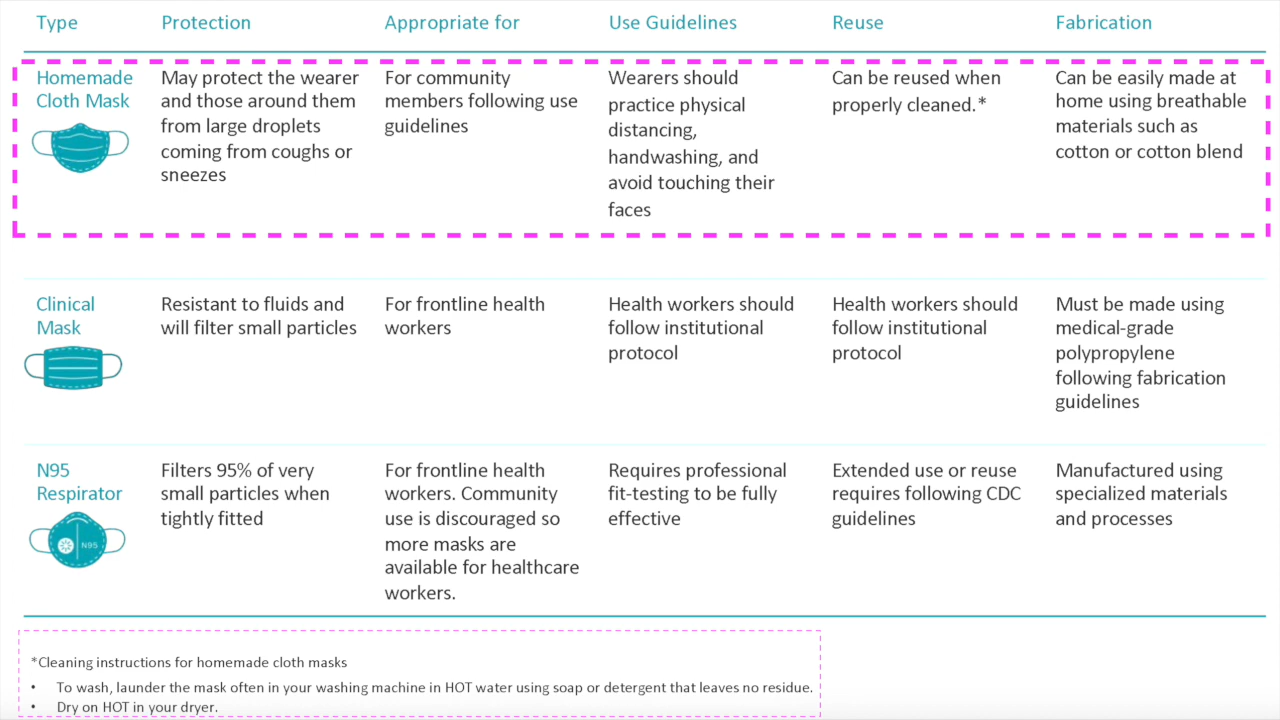 Type Protection Appropriate for Use Guidelines Reuse Fabrication
Homemade
Cloth Mask
May protect the wearer
and those around them
from large droplets
coming from coughs or
sneezes
For community
members following use
guidelines
Wearers should
practice physical
distancing,
handwashing, and
avoid touching their
faces
Can be reused when
properly cleaned.*
Can be easily made at
home using breathable
materials such as
cotton or cotton blend
Clinical
Mask
Resistant to fluids and
will filter small particles
For frontline health
workers
Health workers should
follow institutional
protocol
Health workers should
follow institutional
protocol
Must be made using
medical-grade
polypropylene
following fabrication
guidelines
N95
Respirator
N95
Filters 95% of very
small particles when
tightly fitted
For frontline health
workers. Community
use is discouraged so
more masks are
available for healthcare
workers.
Requires professional
fit-testing to be fully
effective
Extended use or reuse
requires following CDC
guidelines
Manufactured using
specialized materials
and processes
*Cleaning instructions for homemade cloth masks
• To wash, launder the mask often in your washing machine in HOT water using soap or detergent that leaves no residue.
• Dry on HOT in your dryer.